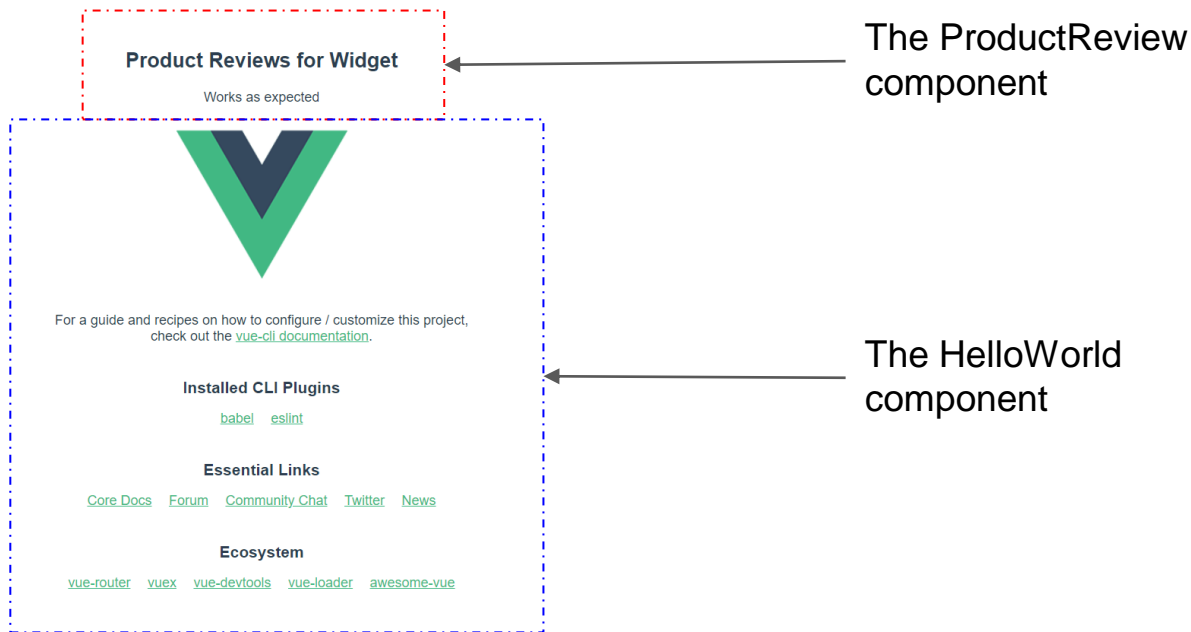 Product Reviews for Widget
Works as expected
The ProductReview
component
For a guide and recipes on how to configure / customize this project,
check out the vue-cli documentation.
Installed CLI Plugins
babel eslint
Essential Links
Core Docs Forum Community Chat Twitter News
Ecosystem
vue-router vuex vue-devtools vue-loader awesome-vue
The HelloWorld
component